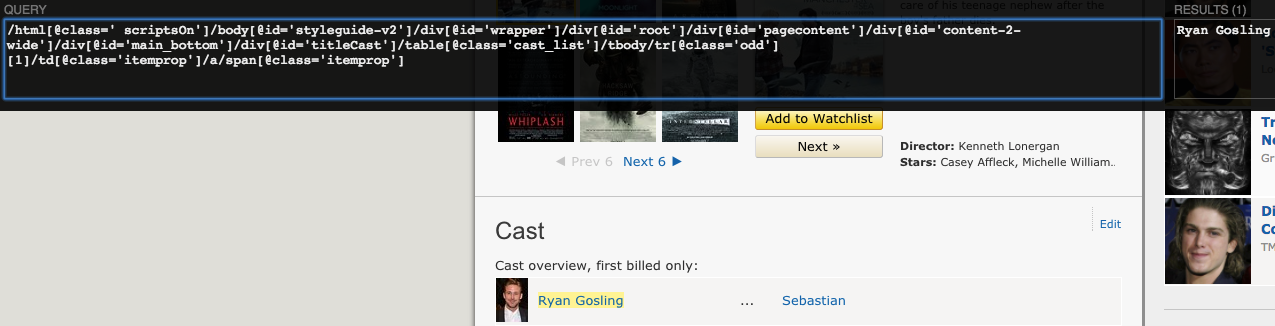 QUERY
/html[@class=' scriptsOn']/body[@id='styleguide-v2']/div[@id='wrapper']/div[@id='root']/div[@id='pagecontent']/div[@id='content-2-
wide']/div[@id='main_bottom']/div[@id='titleCast']/table[@class='cast_list']/tbody/tr[@class='odd']
[1]/td[@class='itemprop']/a/span[@class='itemprop']
RESULTS (1)
Ryan Gosling
care of his teenage nephew after the
WHIPLASH
Add to Watchlist
Next »
◀ Prev 6 Next 6 ▶
Director: Kenneth Lonergan
Stars: Casey Affleck, Michelle William..
Tr
Ne
Gr
Di
Co
TM
Cast
Edit
Cast overview, first billed only:
Ryan Gosling ... Sebastian